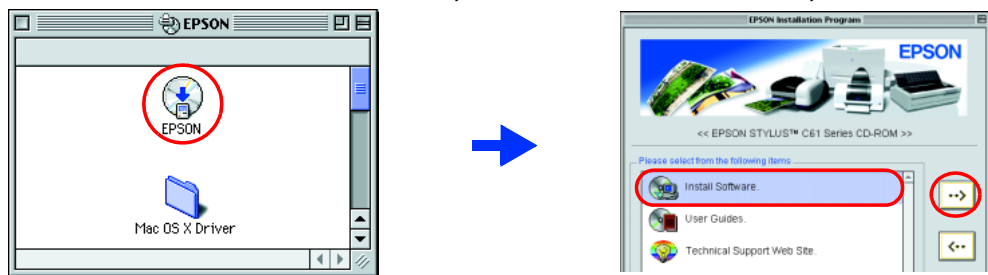 EPSON
EPSON
Mac OS X Driver
EPSON Installation Program
EPSON
<< EPSON STYLUS™ C61 Series CD-ROM >>
Please select from the following items
Install Software.
User Guides.
Technical Support Web Site.
-->
<--